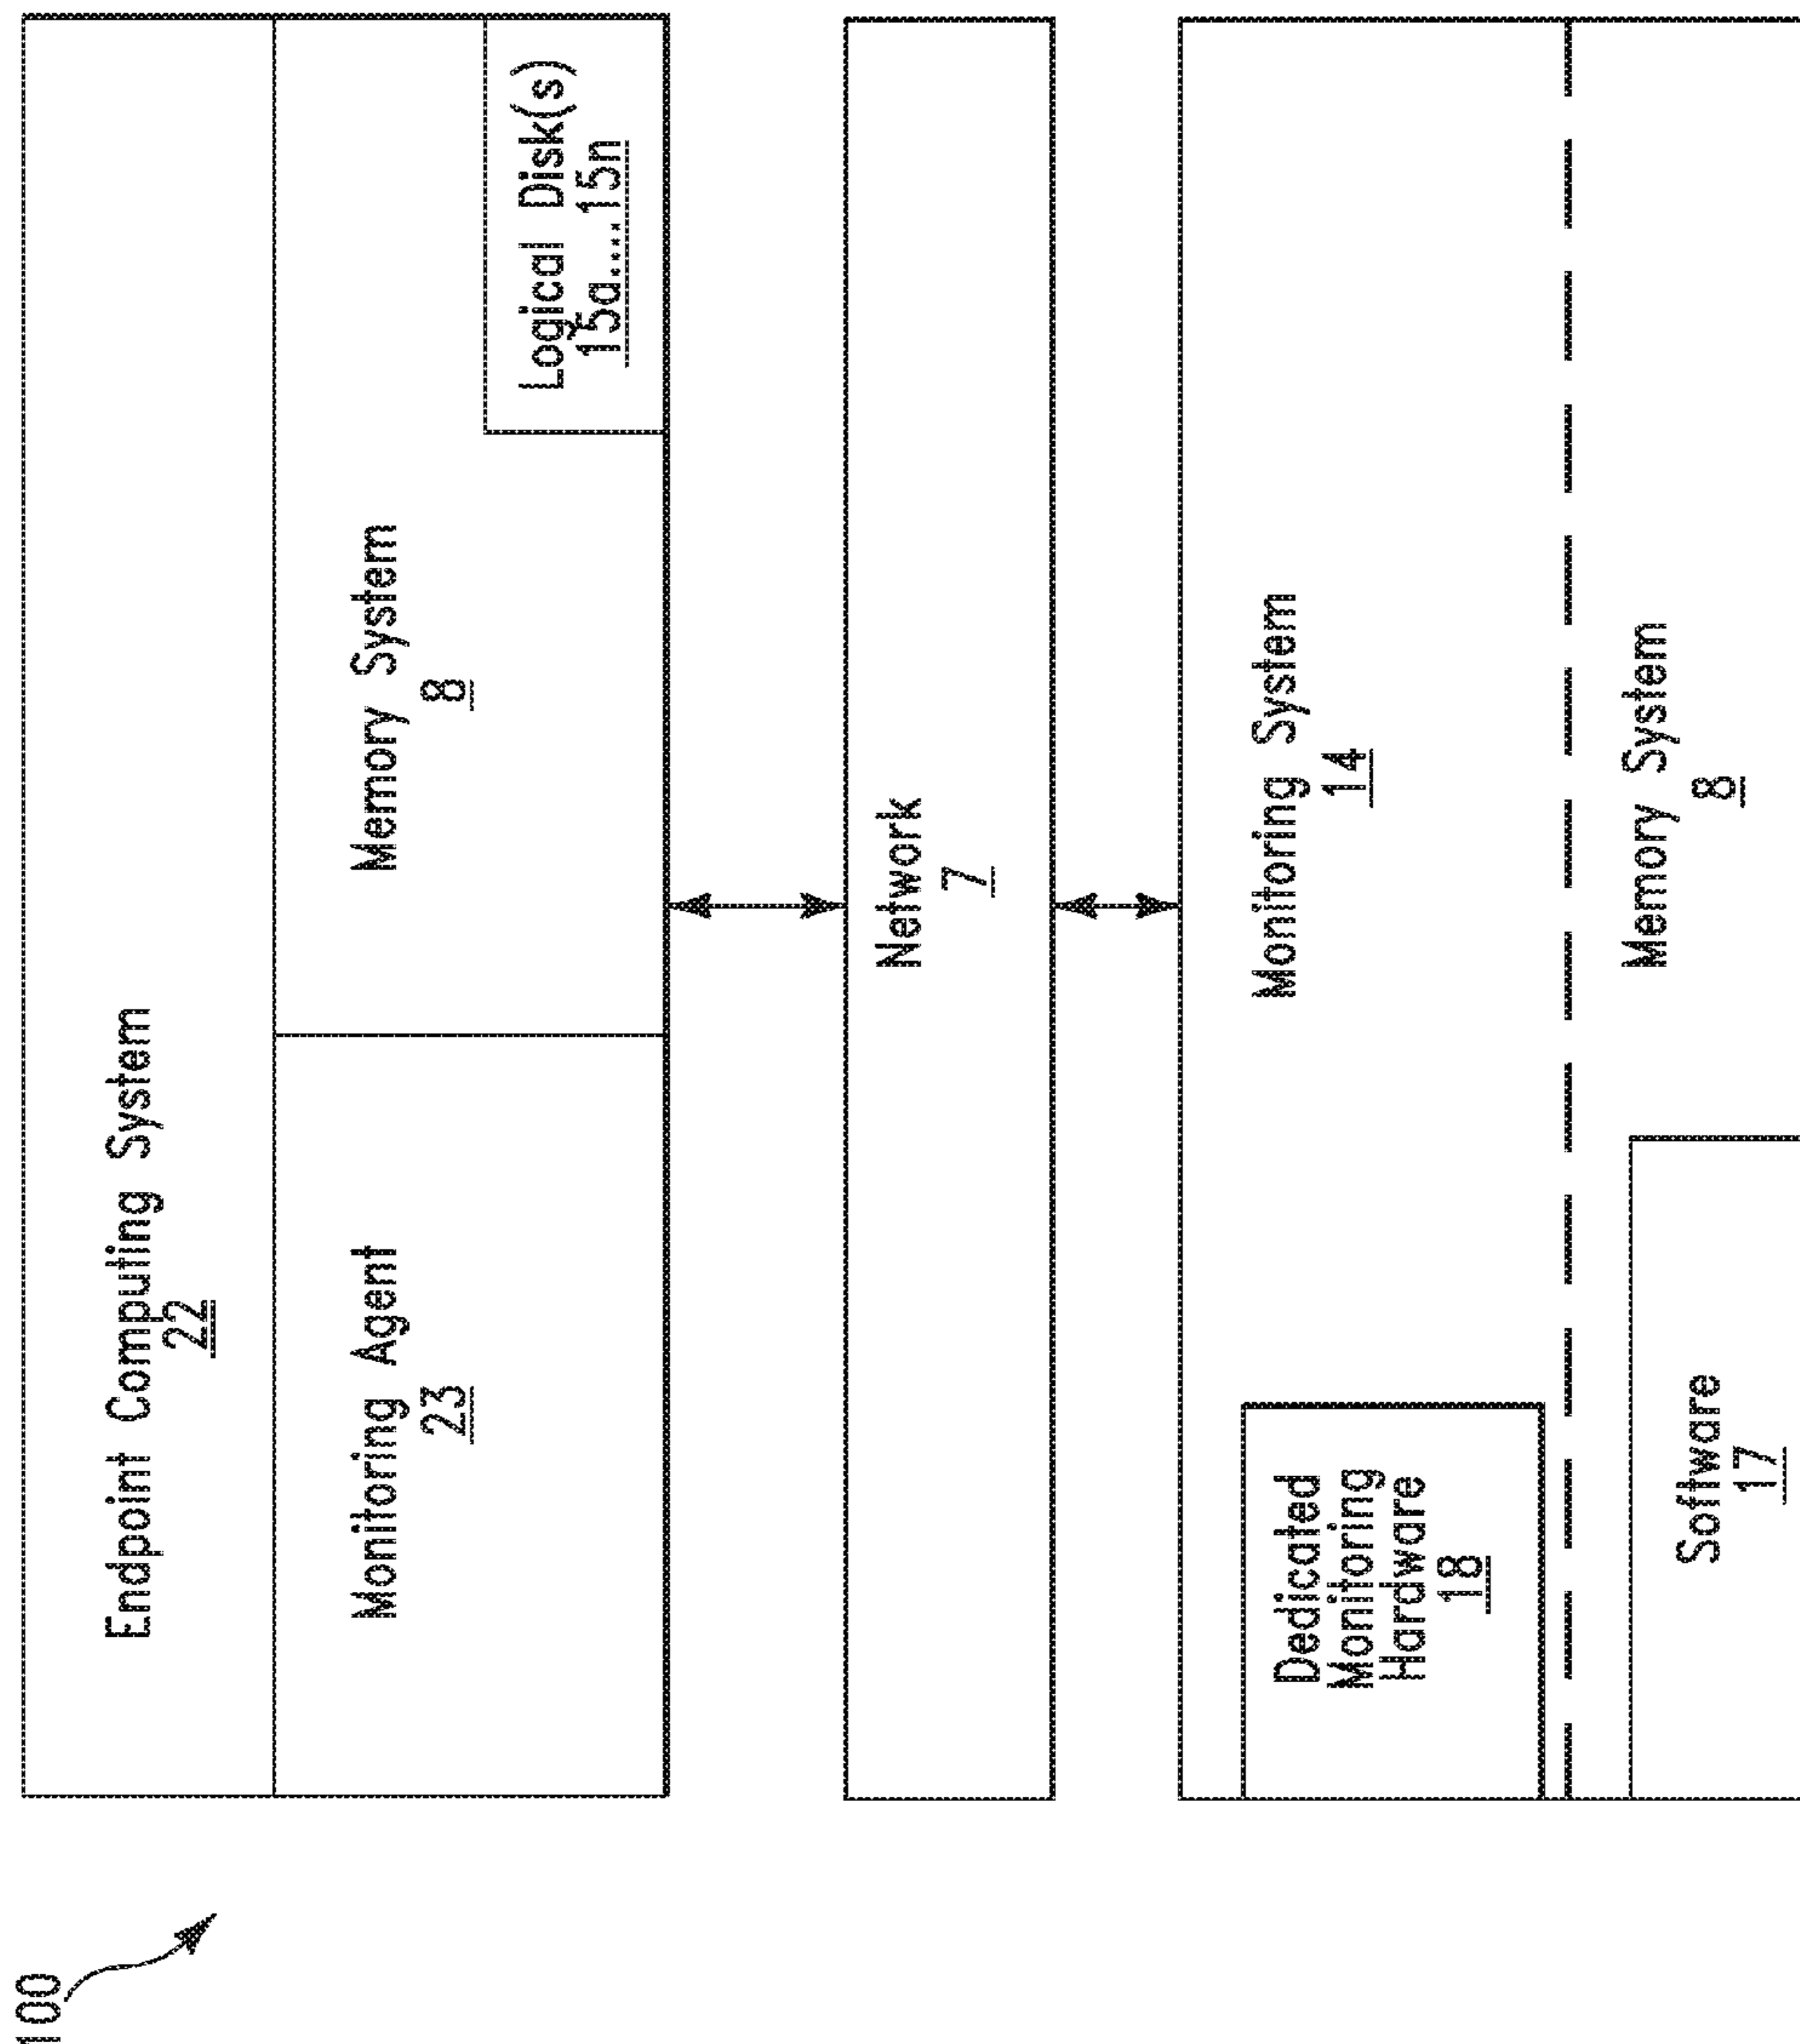 100
Endpoint Computing System
22
Monitoring Agent
23
Memory System
8
Logical Disk(s)
15a....15n
Network
7
Monitoring System
14
Dedicated
Monitoring
Hardware
18
Memory System
8
Software
17